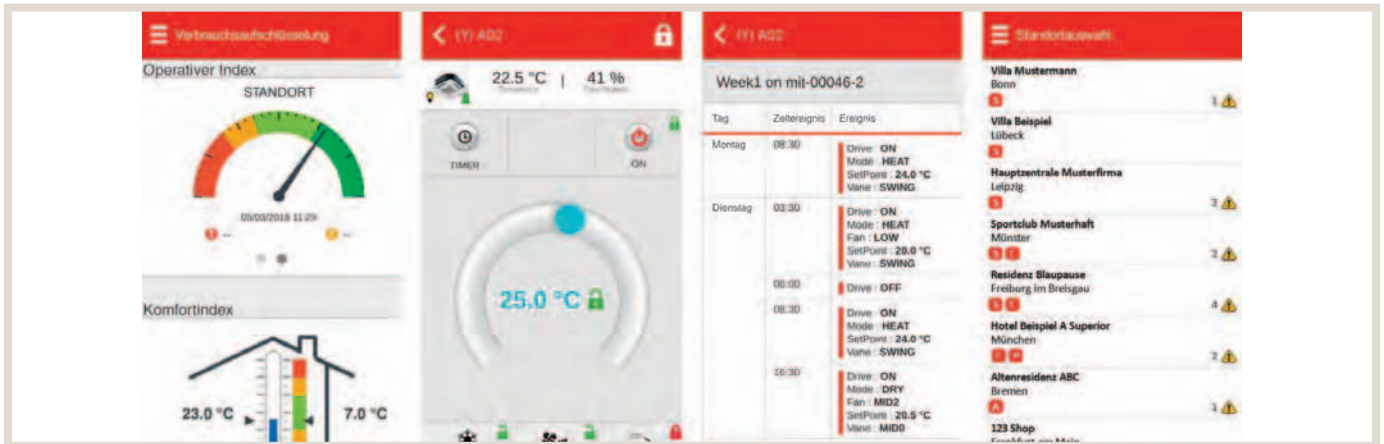 Verbrauchsaufschlüsselung
Operativer Index
STANDORT
05/03/2018 11:29
--
--
Komfortindex
23.0 °C
7.0 °C
(Y) AD2
22.5 °C | 41 %
TIMER
ON
25.0 °C
(Y) AD2
Week1 on mit-00046-2
Tag Zeitereignis Ereignis
Montag 08:30 Drive : ON
Mode : HEAT
SetPoint : 24.0 °C
Vane : SWING
Dienstag 03:30 Drive : ON
Mode : HEAT
Fan : LOW
SetPoint : 20.0 °C
Vane : SWING
06:00 Drive : OFF
08:30 Drive : ON
Mode : HEAT
SetPoint : 24.0 °C
Vane : SWING
16:30 Drive : ON
Mode : DRY
Fan : MID2
SetPoint : 20.5 °C
Vane : MID0
Standortauswahl
Villa Mustermann
Bonn
S 1
Villa Beispiel
Lübeck
S
Hauptzentrale Musterfirma
Leipzig
S
Sportclub Musterhaft
Münster
2
Residenz Blaupause
Freiburg im Breisgau
4
Hotel Beispiel A Superior
München
2
Altenresidenz ABC
Bremen
A 1
123 Shop
Frankfurt am Main